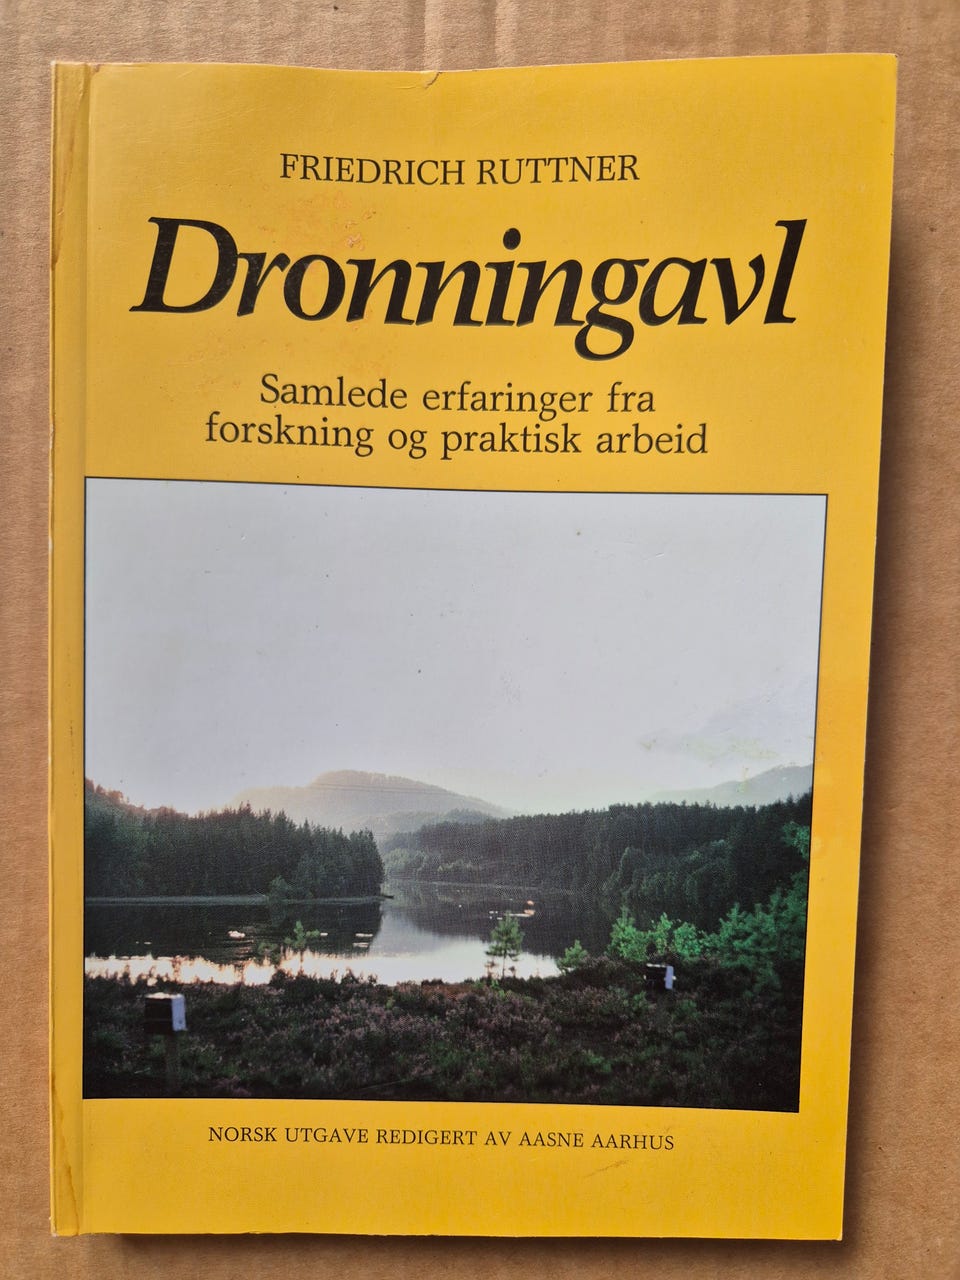 FRIEDRICH RUTTNER
Dronningavl
Samlede erfaringer fra
forskning og praktisk arbeid
NORSK UTGAVE REDIGERT AV AASNE AARHUS